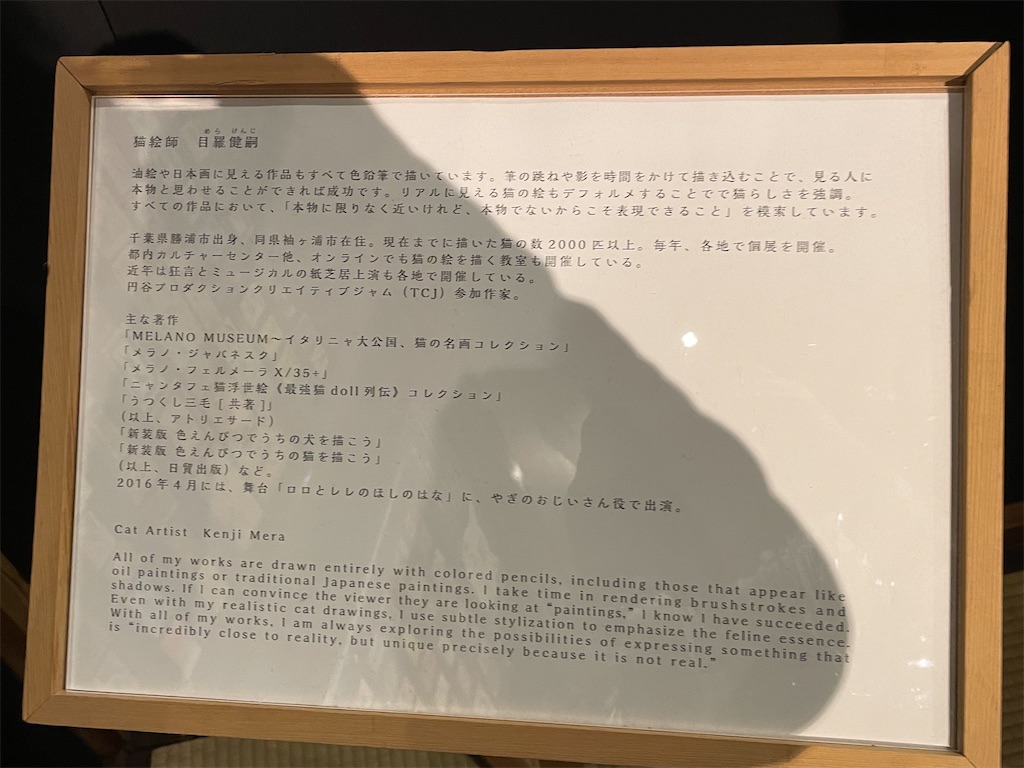 めら けんじ
猫絵師　目羅健嗣
油絵や日本画に見える作品もすべて色鉛筆で描いています。筆の跳ねや影を時間をかけて描き込むことで、見る人に
本物と思わせることができれば成功です。リアルに見える猫の絵もデフォルメすることでで猫らしさを強調。
すべての作品において、「本物に限りなく近いけれど、本物でないからこそ表現できること」を模索しています。
千葉県勝浦市出身、同県袖ヶ浦市在住。現在までに描いた猫の数2000匹以上。毎年、各地で個展を開催。
都内カルチャーセンター他、オンラインでも猫の絵を描く教室も開催している。
近年は狂言とミュージカルの紙芝居上演も各地で開催している。
円谷プロダクションクリエイティブジャム（TCJ）参加作家。
主な著作
「MELANO MUSEUM〜イタリニャ大公国、猫の名画コレクション」
「メラノ・ジャパネスク」
「メラノ・フェルメーラ X/35+」
「ニャンタフェ猫浮世絵《最強猫doll列伝》コレクション」
「うつくし三毛［共著］」
（以上、アトリエサード）
「新装版 色えんぴつでうちの犬を描こう」
「新装版 色えんぴつでうちの猫を描こう」
（以上、日貿出版）など。
2016年4月には、舞台「ロロとレレのほしのはな」に、やぎのおじいさん役で出演。
Cat Artist　Kenji Mera
All of my works are drawn entirely with colored pencils, including those that appear like
oil paintings or traditional Japanese paintings. I take time in rendering brushstrokes and
shadows. If I can convince the viewer they are looking at “paintings,” I know I have succeeded.
Even with my realistic cat drawings, I use subtle stylization to emphasize the feline essence.
With all of my works, I am always exploring the possibilities of expressing something that
is “incredibly close to reality, but unique precisely because it is not real.”